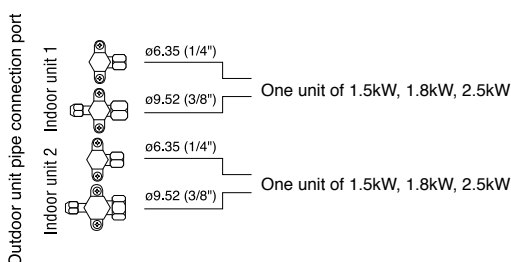 Outdoor unit pipe connection port
Indoor unit 1
ø6.35 (1/4")
ø9.52 (3/8")
One unit of 1.5kW, 1.8kW, 2.5kW
Indoor unit 2
ø6.35 (1/4")
ø9.52 (3/8")
One unit of 1.5kW, 1.8kW, 2.5kW